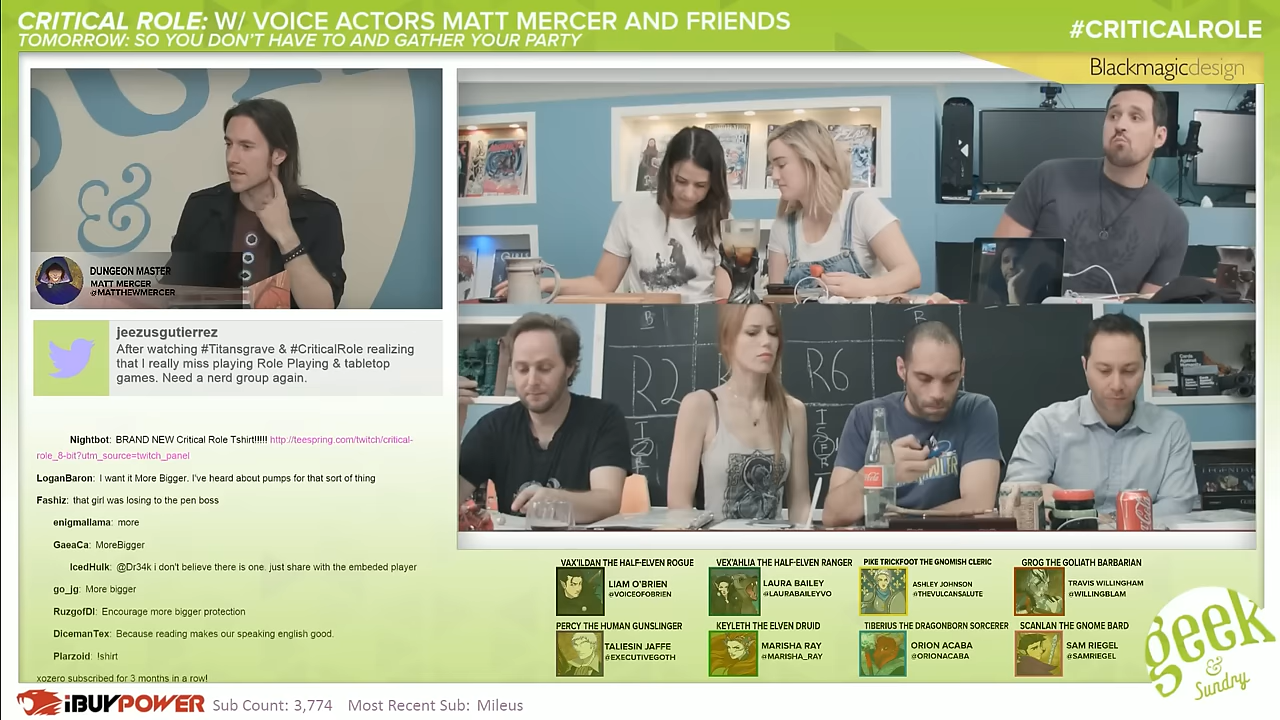 CRITICAL ROLE: W/ VOICE ACTORS MATT MERCER AND FRIENDS
TOMORROW: SO YOU DON'T HAVE TO AND GATHER YOUR PARTY
#CRITICALROLE
Blackmagicdesign
&
DUNGEON MASTER
MATT MERCER
@MATTHEWMERCER
jeezusgutierrez
After watching #Titansgrave & #CriticalRole realizing
that I really miss playing Role Playing & tabletop
games. Need a nerd group again.
Nightbot: BRAND NEW Critical Role Tshirt!!!!! http://teespring.com/twitch/critical-
role_8-bit?utm_source=twitch_panel
LoganBaron: I want it More Bigger. I've heard about pumps for that sort of thing
Fashiz: that girl was losing to the pen boss
enigmallama: more
GaeaCa: MoreBigger
IcedHulk: @Dr34k i don't believe there is one. just share with the embeded player
go_jg: More bigger
RuzgofDI: Encourage more bigger protection
DicemanTex: Because reading makes our speaking english good.
Plarzoid: !shirt
xozero subscribed for 3 months in a row!
B
R
R2
R6
VAX'ILDAN THE HALF-ELVEN ROGUE
LIAM O'BRIEN
@VOICEOFOBRIEN
VEX'AHLIA THE HALF-ELVEN RANGER
LAURA BAILEY
@LAURABAILEYVO
PIKE TRICKFOOT THE GNOMISH CLERIC
ASHLEY JOHNSON
@THEVULCANSALUTE
GROG THE GOLIATH BARBARIAN
TRAVIS WILLINGHAM
@WILLINGBLAM
PERCY THE HUMAN GUNSLINGER
TALIESIN JAFFE
@EXECUTIVEGOTH
KEYLETH THE ELVEN DRUID
MARISHA RAY
@MARISHA_RAY
TIBERIUS THE DRAGONBORN SORCERER
ORION ACABA
@ORIONACABA
SCANLAN THE GNOME BARD
SAM RIEGEL
@SAMRIEGEL
geek
&
Sundry
iBUYPOWER Sub Count: 3,774 Most Recent Sub: Mileus